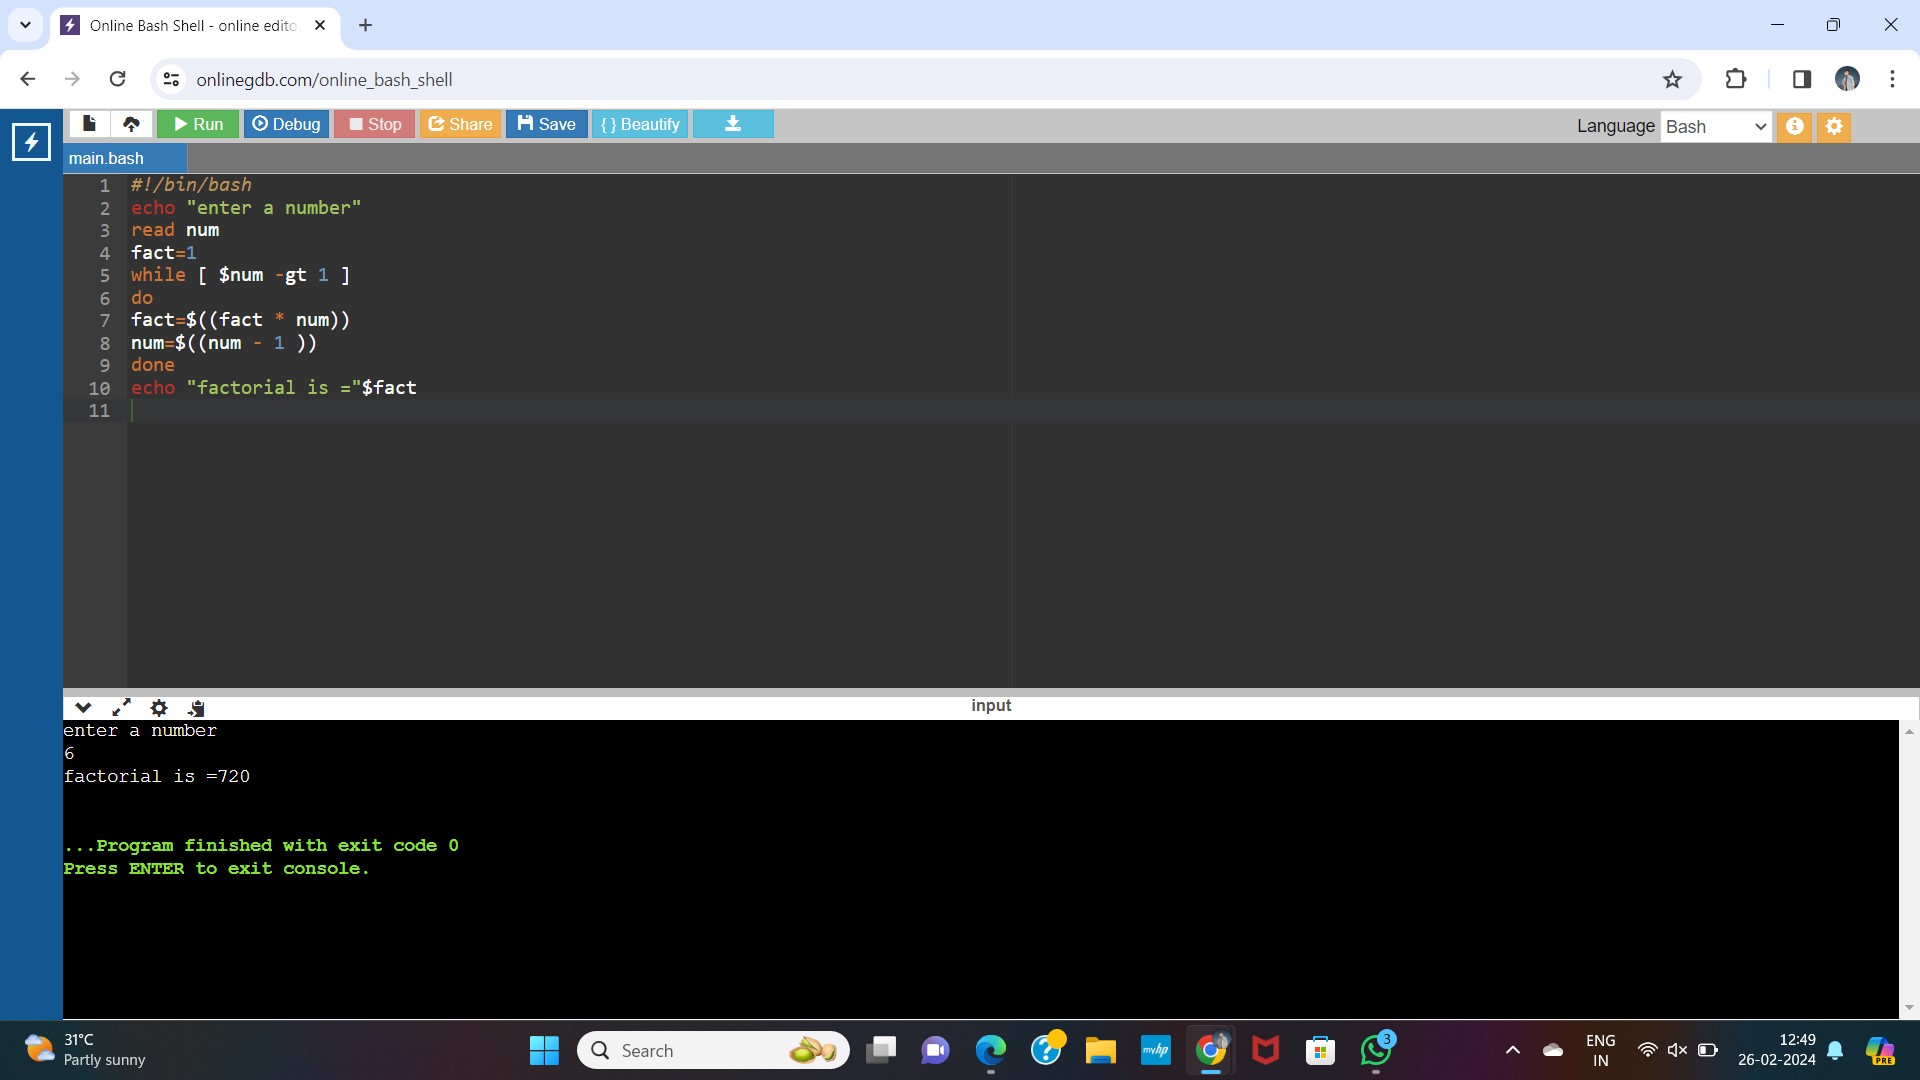 Online Bash Shell - online edito
onlinegdb.com/online_bash_shell
Run Debug Stop Share Save { } Beautify
Language Bash
main.bash
1 #!/bin/bash
2 echo "enter a number"
3 read num
4 fact=1
5 while [ $num -gt 1 ]
6 do
7 fact=$((fact * num))
8 num=$((num - 1 ))
9 done
10 echo "factorial is ="$fact
11
input
enter a number
6
factorial is =720
...Program finished with exit code 0
Press ENTER to exit console.
31°C
Partly sunny
Search
myhp
3
ENG
IN
12:49
26-02-2024
PRE